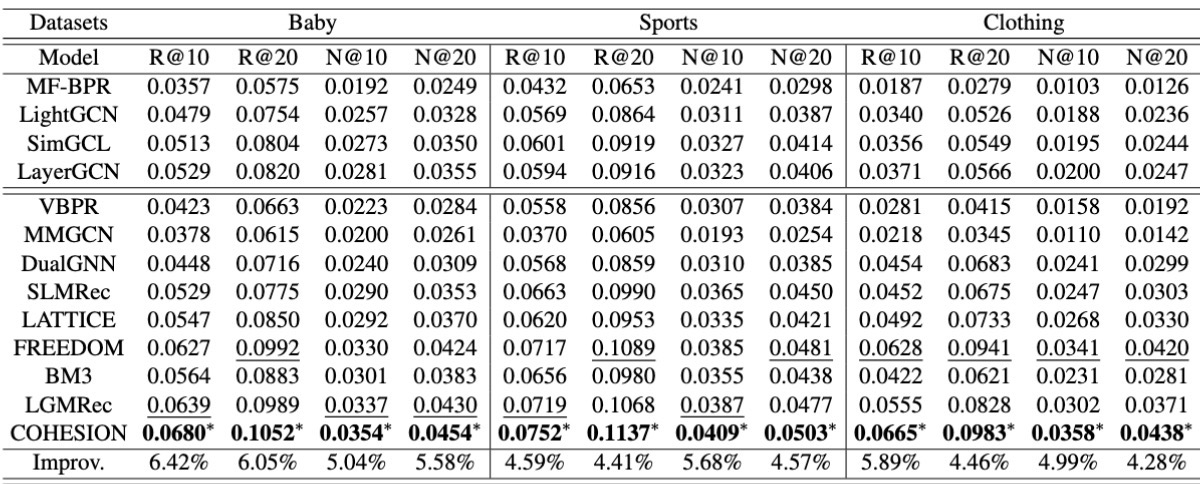 Datasets Baby Sports Clothing
Model R@10 R@20 N@10 N@20 R@10 R@20 N@10 N@20 R@10 R@20 N@10 N@20
MF-BPR 0.0357 0.0575 0.0192 0.0249 0.0432 0.0653 0.0241 0.0298 0.0187 0.0279 0.0103 0.0126
LightGCN 0.0479 0.0754 0.0257 0.0328 0.0569 0.0864 0.0311 0.0387 0.0340 0.0526 0.0188 0.0236
SimGCL 0.0513 0.0804 0.0273 0.0350 0.0601 0.0919 0.0327 0.0414 0.0356 0.0549 0.0195 0.0244
LayerGCN 0.0529 0.0820 0.0281 0.0355 0.0594 0.0916 0.0323 0.0406 0.0371 0.0566 0.0200 0.0247
VBPR 0.0423 0.0663 0.0223 0.0284 0.0558 0.0856 0.0307 0.0384 0.0281 0.0415 0.0158 0.0192
MMGCN 0.0378 0.0615 0.0200 0.0261 0.0370 0.0605 0.0193 0.0254 0.0218 0.0345 0.0110 0.0142
DualGNN 0.0448 0.0716 0.0240 0.0309 0.0568 0.0859 0.0310 0.0385 0.0454 0.0683 0.0241 0.0299
SLMRec 0.0529 0.0775 0.0290 0.0353 0.0663 0.0990 0.0365 0.0450 0.0452 0.0675 0.0247 0.0303
LATTICE 0.0547 0.0850 0.0292 0.0370 0.0620 0.0953 0.0335 0.0421 0.0492 0.0733 0.0268 0.0330
FREEDOM 0.0627 0.0992 0.0330 0.0424 0.0717 0.1089 0.0385 0.0481 0.0628 0.0941 0.0341 0.0420
BM3 0.0564 0.0883 0.0301 0.0383 0.0656 0.0980 0.0355 0.0438 0.0422 0.0621 0.0231 0.0281
LGMRec 0.0639 0.0989 0.0337 0.0430 0.0719 0.1068 0.0387 0.0477 0.0555 0.0828 0.0302 0.0371
COHESION 0.0680* 0.1052* 0.0354* 0.0454* 0.0752* 0.1137* 0.0409* 0.0503* 0.0665* 0.0983* 0.0358* 0.0438*
Improv. 6.42% 6.05% 5.04% 5.58% 4.59% 4.41% 5.68% 4.57% 5.89% 4.46% 4.99% 4.28%